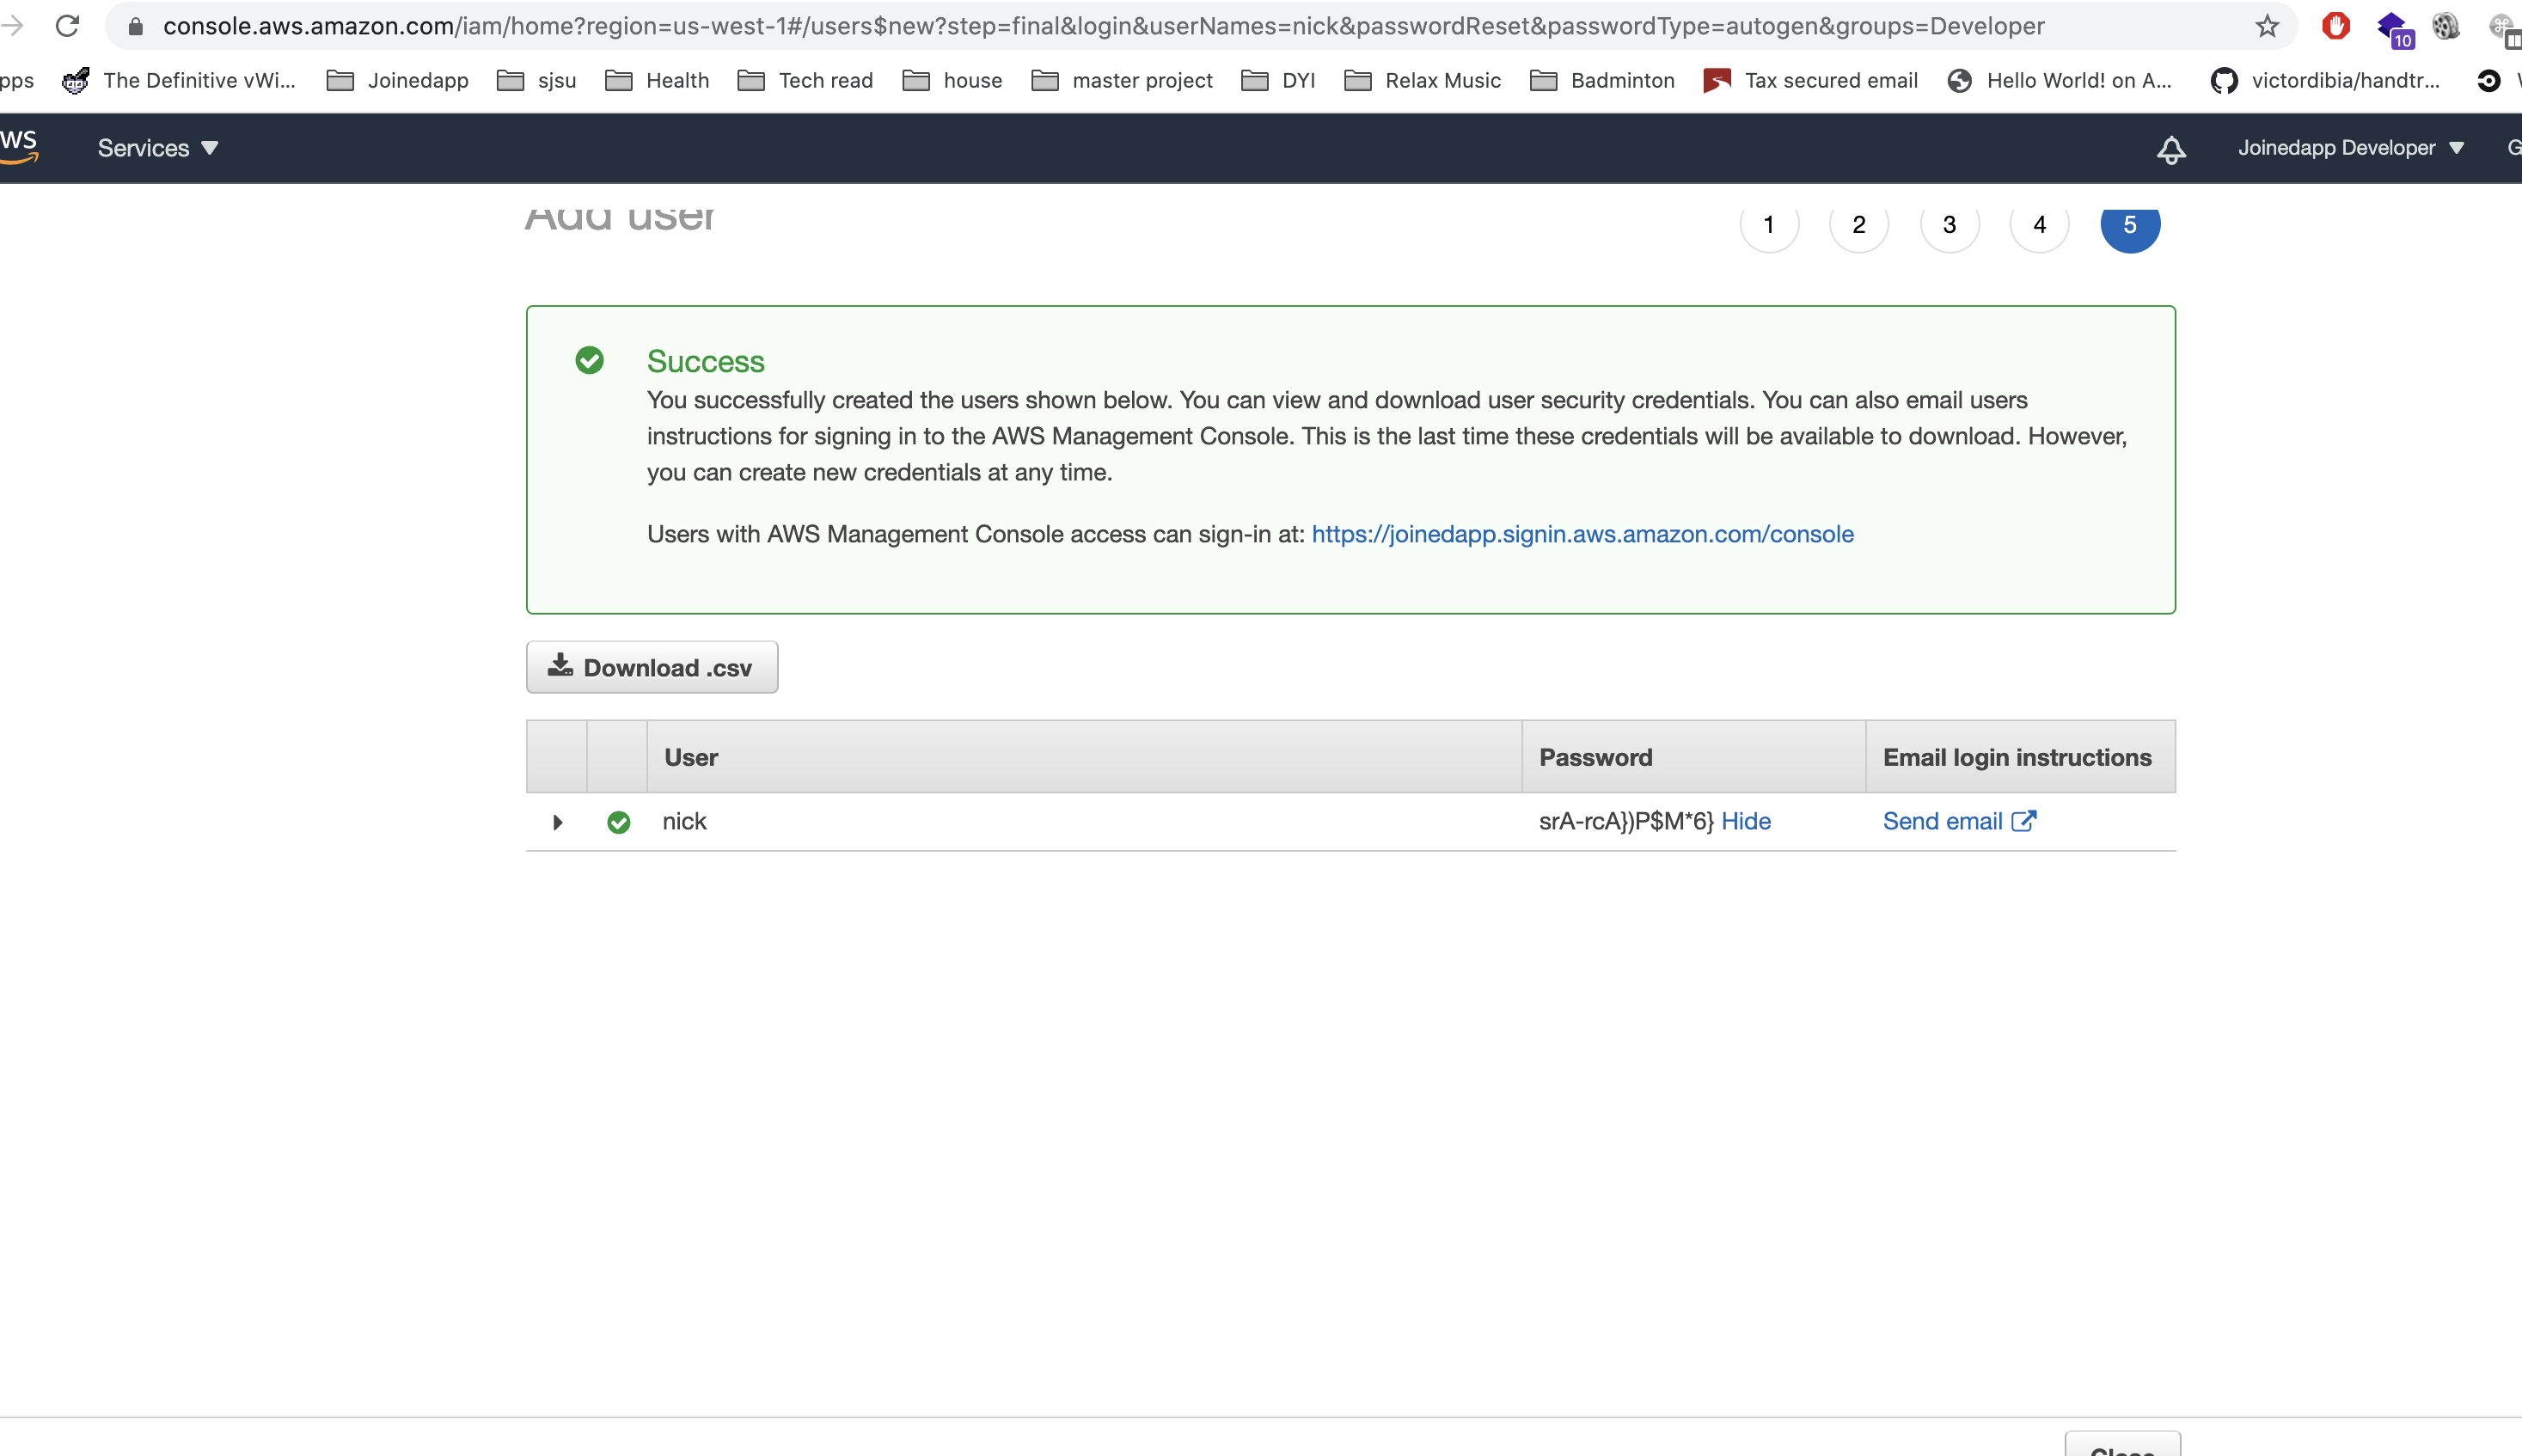 console.aws.amazon.com/iam/home?region=us-west-1#/users$new?step=final&login&userNames=nick&passwordReset&passwordType=autogen&groups=Developer
10
The Definitive vWi... Joinedapp sjsu Health Tech read house master project DYI Relax Music Badminton Tax secured email Hello World! on A... victordibia/handtr...
Services Joinedapp Developer
Add user 1 2 3 4 5
Success
You successfully created the users shown below. You can view and download user security credentials. You can also email users
instructions for signing in to the AWS Management Console. This is the last time these credentials will be available to download. However,
you can create new credentials at any time.
Users with AWS Management Console access can sign-in at: https://joinedapp.signin.aws.amazon.com/console
Download .csv
User Password Email login instructions
nick srA-rcA})P$M*6} Hide Send email
Close